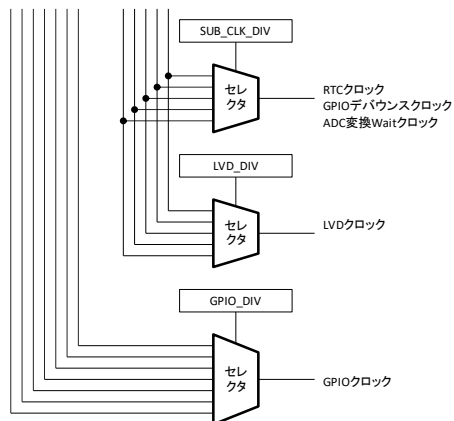 SUB_CLK_DIV
セレ
クタ
RTCクロック
GPIOデバウンスクロック
ADC変換Waitクロック
LVD_DIV
セレ
クタ
LVDクロック
GPIO_DIV
セレ
クタ
GPIOクロック